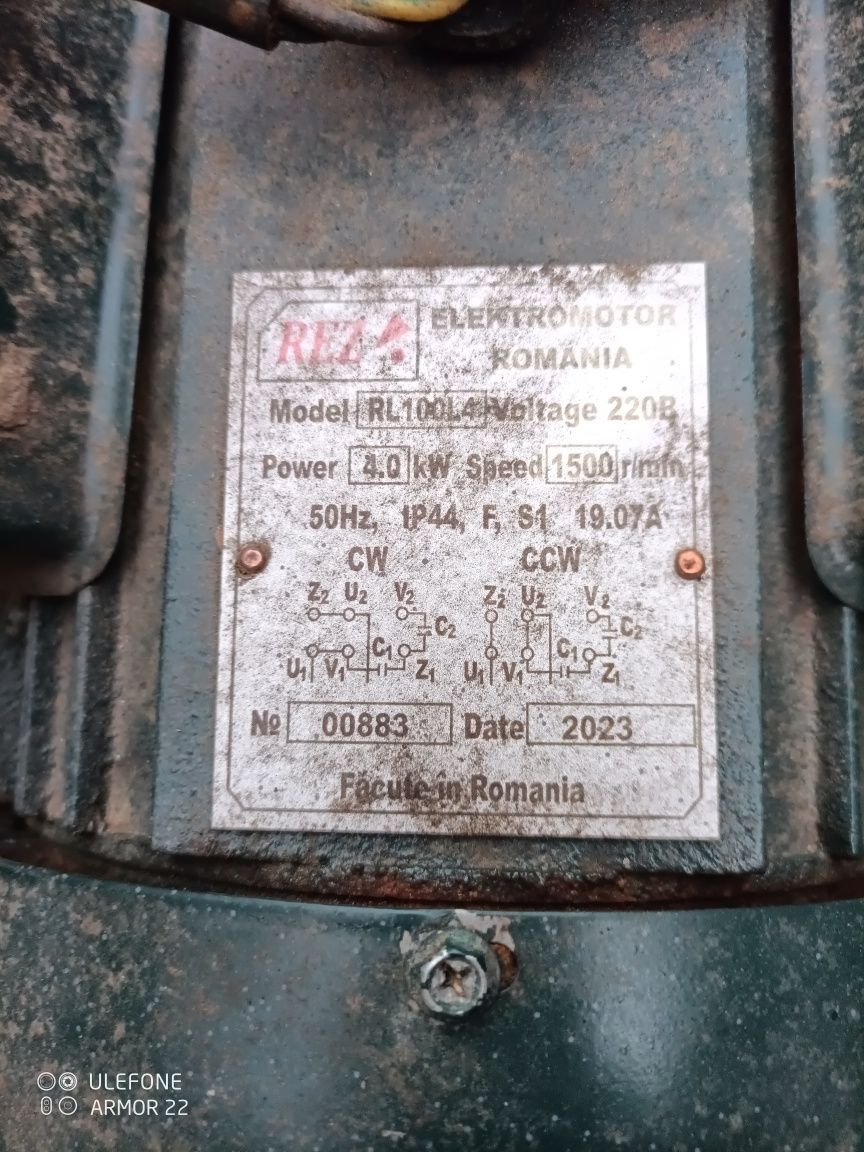 REZ ELEKTROMOTOR
ROMANIA
Model RL100L4 Voltage 220В
Power 4.0 kW Speed 1500 r/min
50Hz, IP44, F, S1 19.07A
CW CCW
Z2 U2 V2 Z2 U2 V2
C2 C2
C1 C1
U1 V1 Z1 U1 V1 Z1
№ 00883 Date 2023
Făcute in Romania
ULEFONE
ARMOR 22